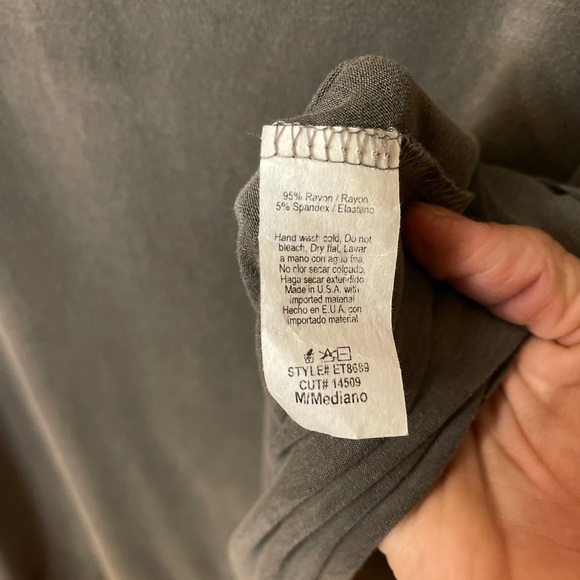 95% Rayon / Rayon
5% Spandex / Elastano
Hand wash cold, Do not
bleach, Dry flat, Lavar
a mano con agua fria,
No clor secar colgado,
Haga secar extendido
Made in U.S.A. with
imported material
Hecho en E.U.A. con
importado material
STYLE# ET8689
CUT# 14509
M/Mediano